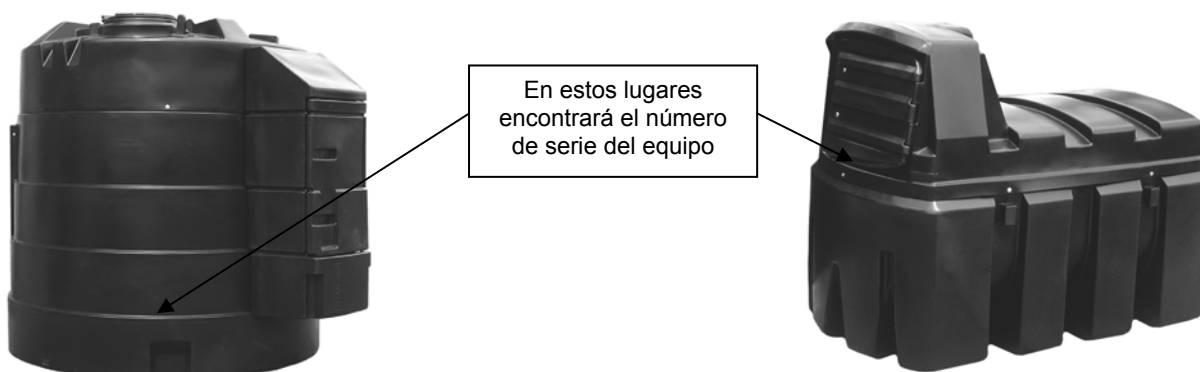 En estos lugares
encontrará el número
de serie del equipo